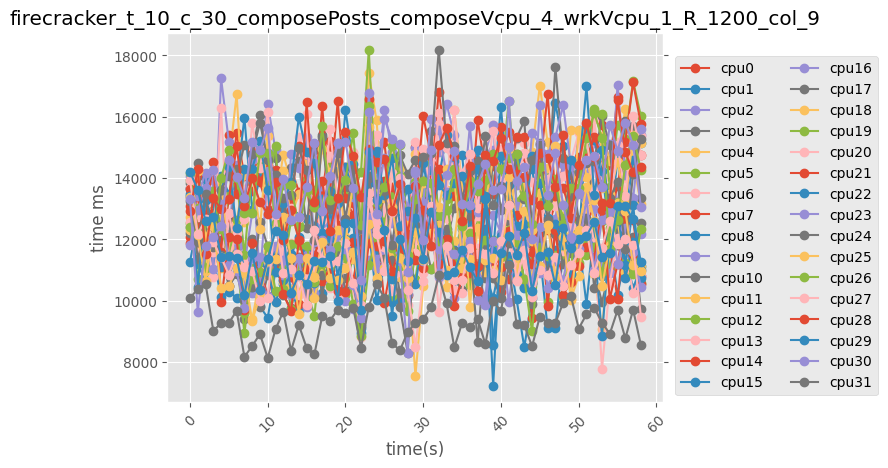 firecracker_t_10_c_30_composePosts_composeVcpu_4_wrkVcpu_1_R_1200_col_9
18000
16000
14000
12000
10000
8000
time ms
0
10
20
30
40
50
60
time(s)
cpu0
cpu1
cpu2
cpu3
cpu4
cpu5
cpu6
cpu7
cpu8
cpu9
cpu10
cpu11
cpu12
cpu13
cpu14
cpu15
cpu16
cpu17
cpu18
cpu19
cpu20
cpu21
cpu22
cpu23
cpu24
cpu25
cpu26
cpu27
cpu28
cpu29
cpu30
cpu31